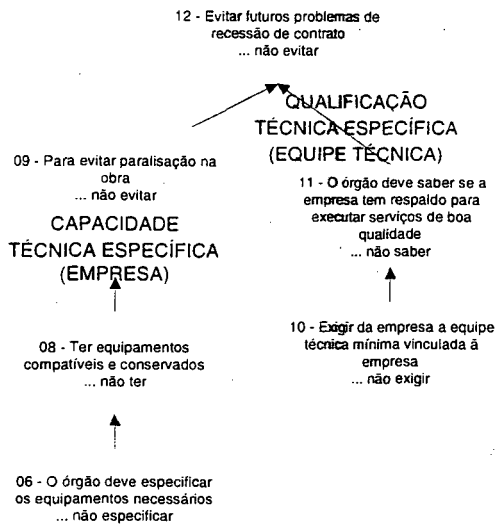 12 - Evitar futuros problemas de
recessão de contrato
... não evitar
QUALIFICAÇÃO
TÉCNICA ESPECÍFICA
(EQUIPE TÉCNICA)
09 - Para evitar paralisação na
obra
... não evitar
CAPACIDADE
TÉCNICA ESPECÍFICA
(EMPRESA)
11 - O órgão deve saber se a
empresa tem respaldo para
executar serviços de boa
qualidade
... não saber
08 - Ter equipamentos
compatíveis e conservados
... não ter
10 - Exigir da empresa a equipe
técnica mínima vinculada à
empresa
... não exigir
06 - O órgão deve especificar
os equipamentos necessários
... não especificar